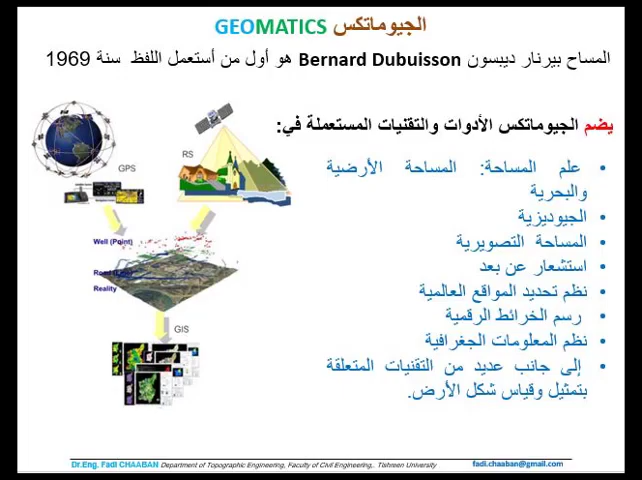 الجيوماتكس GEOMATICS
المساح بيرنار ديبسون Bernard Dubuisson هو أول من أستعمل اللفظ سنة 1969
يضم الجيوماتكس الأدوات والتقنيات المستعملة في:
• علم المساحة: المساحة الأرضية
والبحرية
• الجيوديزية
• المساحة التصويرية
• استشعار عن بعد
• نظم تحديد المواقع العالمية
• رسم الخرائط الرقمية
• نظم المعلومات الجغرافية
• إلى جانب عديد من التقنيات المتعلقة
بتمثيل وقياس شكل الأرض.
GPS
RS
Well (Point)
Reality
GIS
Dr.Eng. Fadi CHAABAN Department of Topographic Engineering, Faculty of Civil Engineering,. Tishreen University
fadi.chaaban@gmail.com